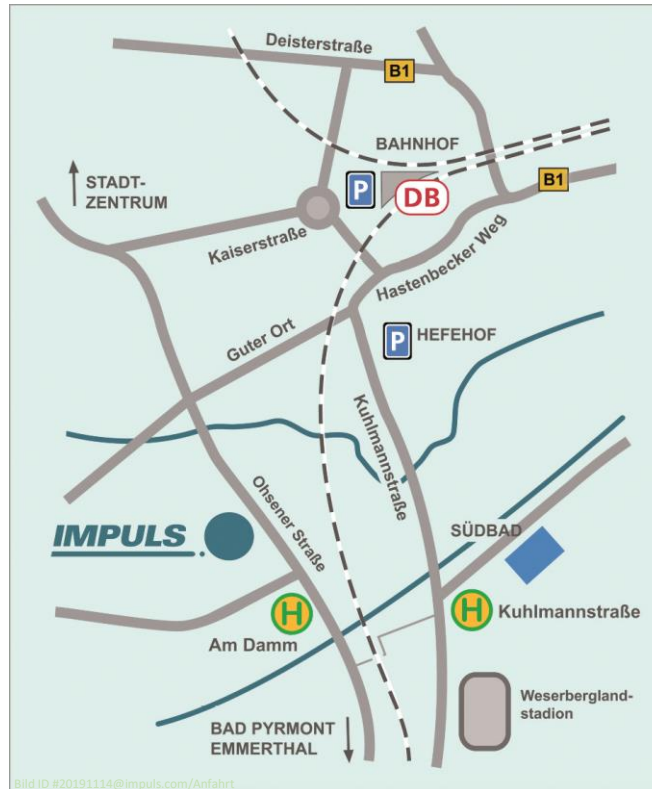 Deisterstraße
B1
BAHNHOF
STADT-
ZENTRUM
P
DB
B1
Kaiserstraße
Hastenbecker Weg
Guter Ort
P
HEFEHOF
Kuhlmannstraße
Ohsener Straße
IMPULS
SÜDBAD
H
Am Damm
H
Kuhlmannstraße
Weserbergland-
stadion
BAD PYRMONT
EMMERTHAL
Bild ID #20191114@impuls.com/Anfahrt